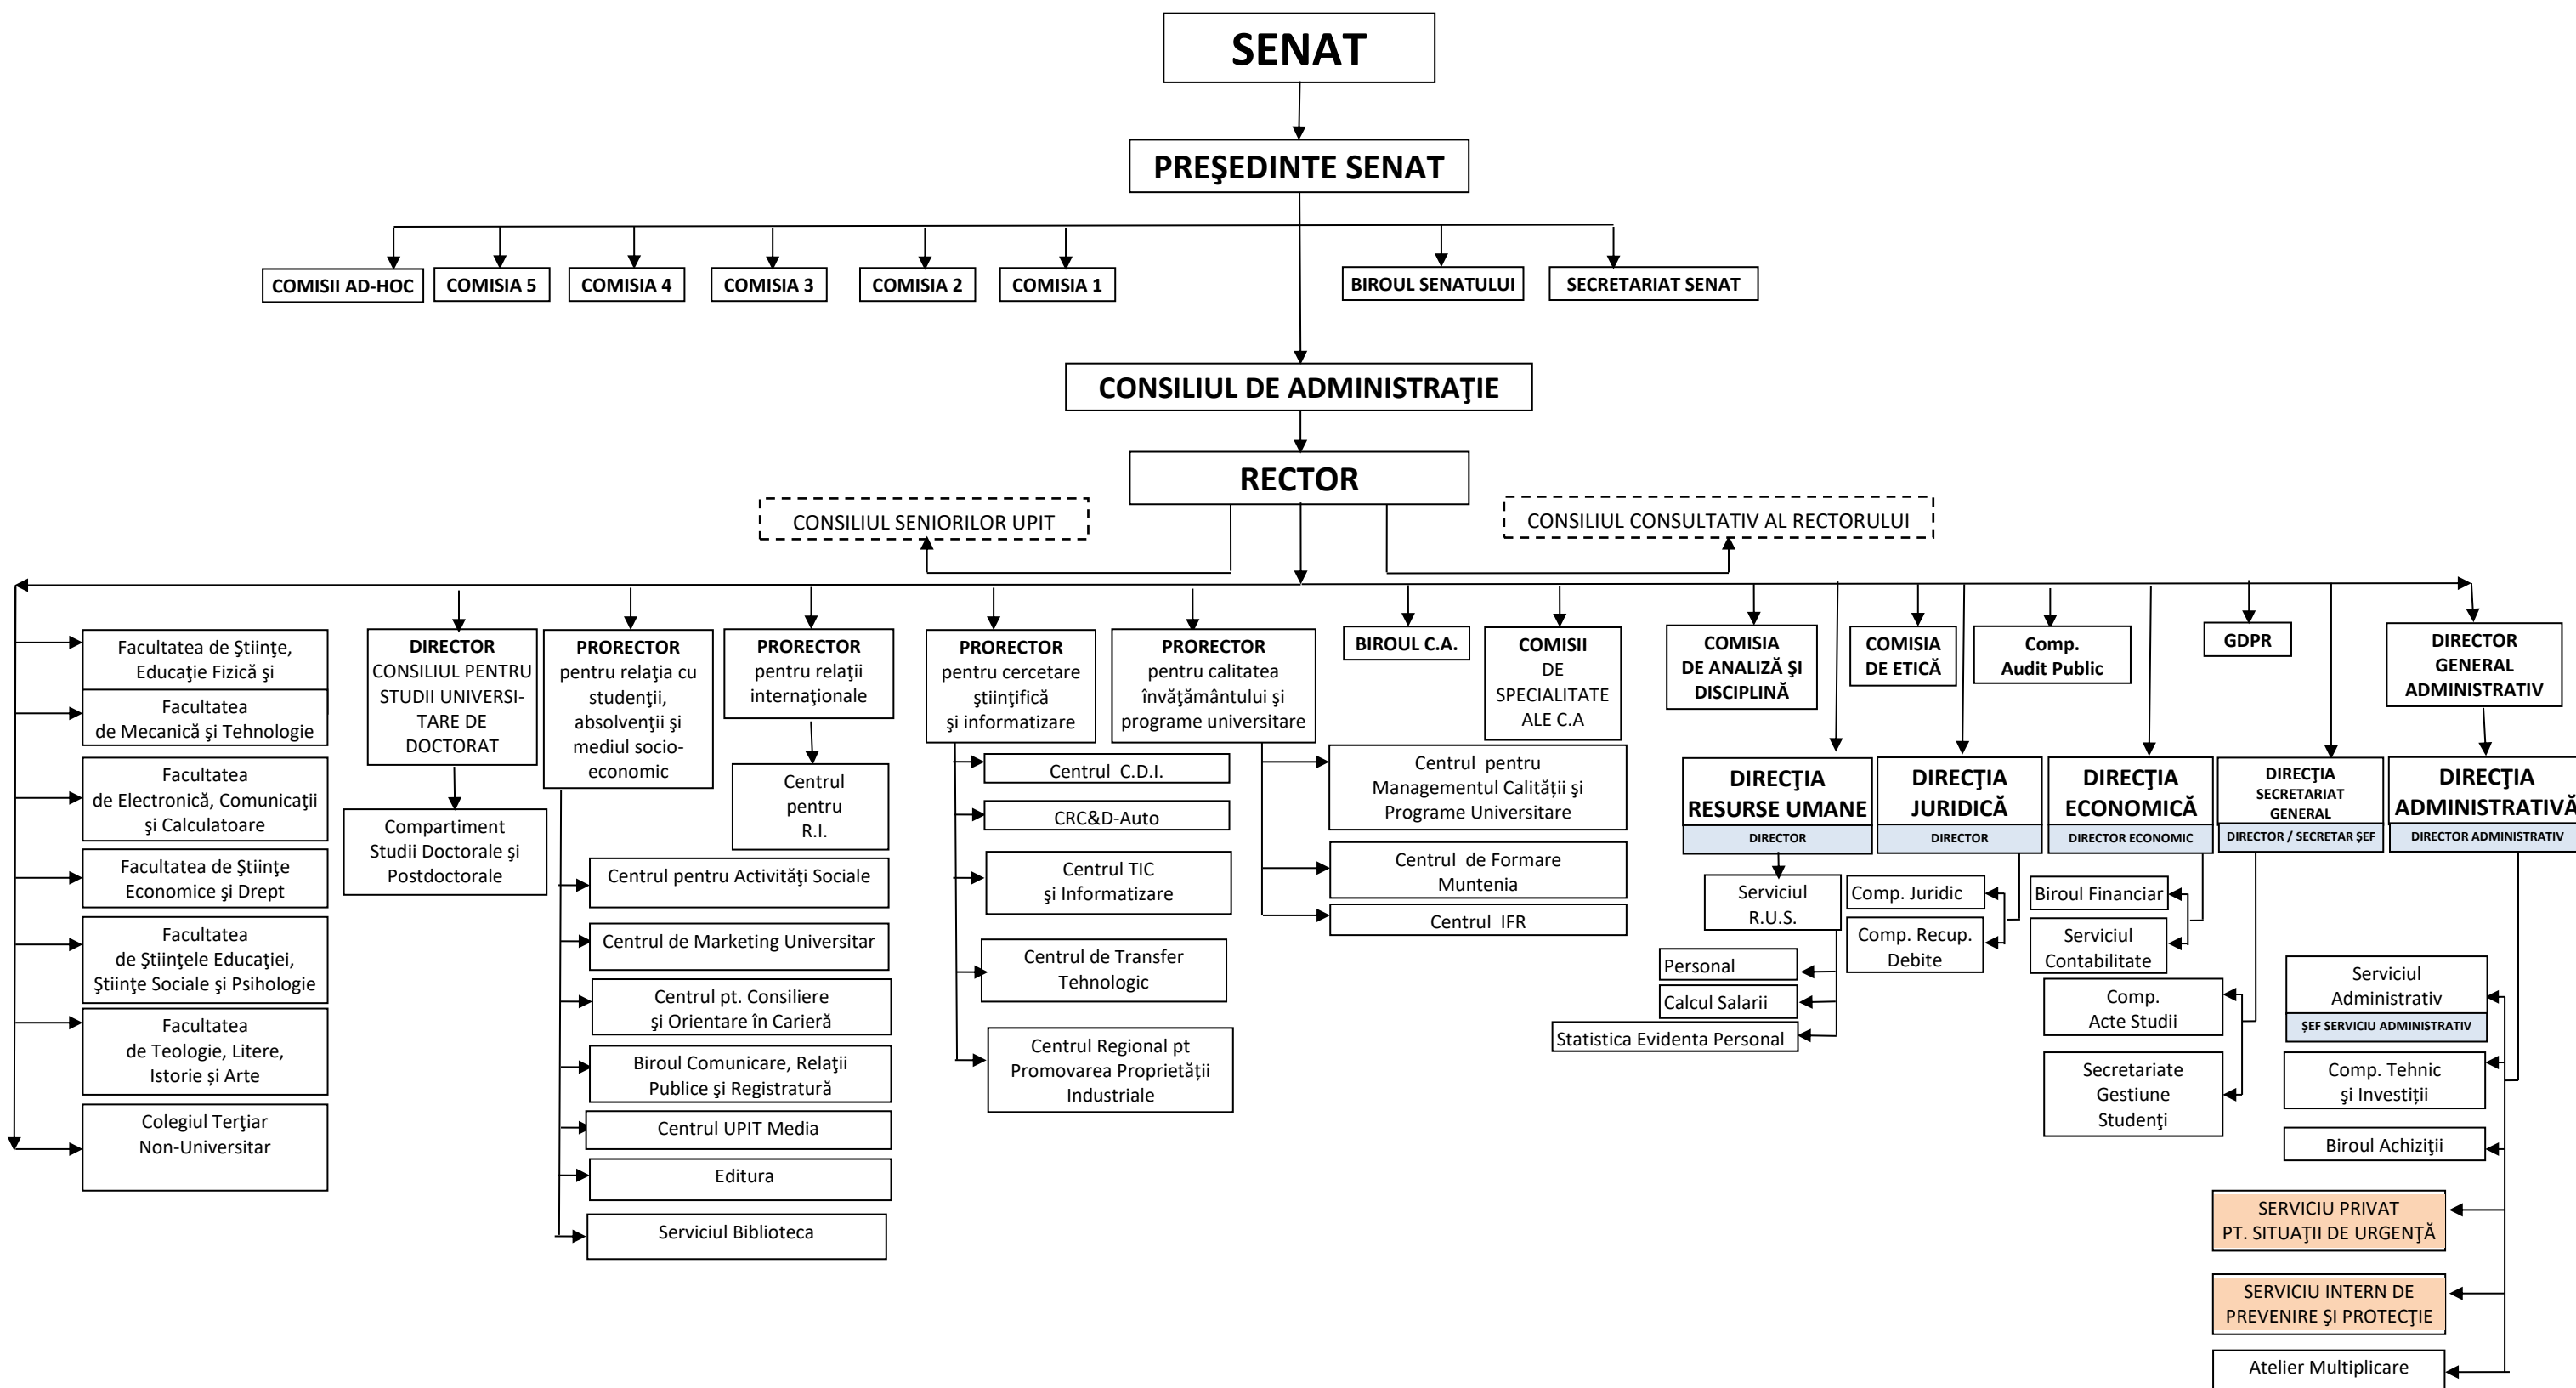 SENAT
PREŞEDINTE SENAT
COMISII AD-HOC
COMISIA 5
COMISIA 4
COMISIA 3
COMISIA 2
COMISIA 1
BIROUL SENATULUI
SECRETARIAT SENAT
CONSILIUL DE ADMINISTRAŢIE
RECTOR
CONSILIUL SENIORILOR UPIT
CONSILIUL CONSULTATIV AL RECTORULUI
Facultatea de Ştiinţe,
Educaţie Fizică şi
Facultatea
de Mecanică şi Tehnologie
Facultatea
de Electronică, Comunicaţii
şi Calculatoare
Facultatea de Ştiinţe
Economice şi Drept
Facultatea
de Ştiinţele Educaţiei,
Ştiinţe Sociale şi Psihologie
Facultatea
de Teologie, Litere,
Istorie și Arte
Colegiul Terţiar
Non-Universitar
DIRECTOR
CONSILIUL PENTRU
STUDII UNIVERSI-
TARE DE
DOCTORAT
Compartiment
Studii Doctorale şi
Postdoctorale
PRORECTOR
pentru relaţia cu
studenţii,
absolvenţii şi
mediul socio-
economic
Centrul pentru Activităţi Sociale
Centrul de Marketing Universitar
Centrul pt. Consiliere
şi Orientare în Carieră
Biroul Comunicare, Relaţii
Publice şi Registratură
Centrul UPIT Media
Editura
Serviciul Biblioteca
PRORECTOR
pentru relaţii
internaţionale
Centrul
pentru
R.I.
PRORECTOR
pentru cercetare
ştiinţifică
şi informatizare
Centrul C.D.I.
CRC&D-Auto
Centrul TIC
şi Informatizare
Centrul de Transfer
Tehnologic
Centrul Regional pt
Promovarea Proprietății
Industriale
PRORECTOR
pentru calitatea
învăţământului şi
programe universitare
Centrul pentru
Managementul Calităţii şi
Programe Universitare
Centrul de Formare
Muntenia
Centrul IFR
BIROUL C.A.
COMISII
DE
SPECIALITATE
ALE C.A
COMISIA
DE ANALIZĂ ŞI
DISCIPLINĂ
COMISIA
DE ETICĂ
Comp.
Audit Public
GDPR
DIRECTOR
GENERAL
ADMINISTRATIV
DIRECŢIA
RESURSE UMANE
DIRECTOR
Serviciul
R.U.S.
Personal
Calcul Salarii
Statistica Evidenta Personal
DIRECŢIA
JURIDICĂ
DIRECTOR
Comp. Juridic
Comp. Recup.
Debite
DIRECŢIA
ECONOMICĂ
DIRECTOR ECONOMIC
Biroul Financiar
Serviciul
Contabilitate
DIRECŢIA
SECRETARIAT
GENERAL
DIRECTOR / SECRETAR ŞEF
Comp.
Acte Studii
Secretariate
Gestiune
Studenţi
DIRECŢIA
ADMINISTRATIVĂ
DIRECTOR ADMINISTRATIV
Serviciul
Administrativ
ŞEF SERVICIU ADMINISTRATIV
Comp. Tehnic
şi Investiții
Biroul Achiziţii
SERVICIU PRIVAT
PT. SITUAŢII DE URGENŢĂ
SERVICIU INTERN DE
PREVENIRE ŞI PROTECŢIE
Atelier Multiplicare